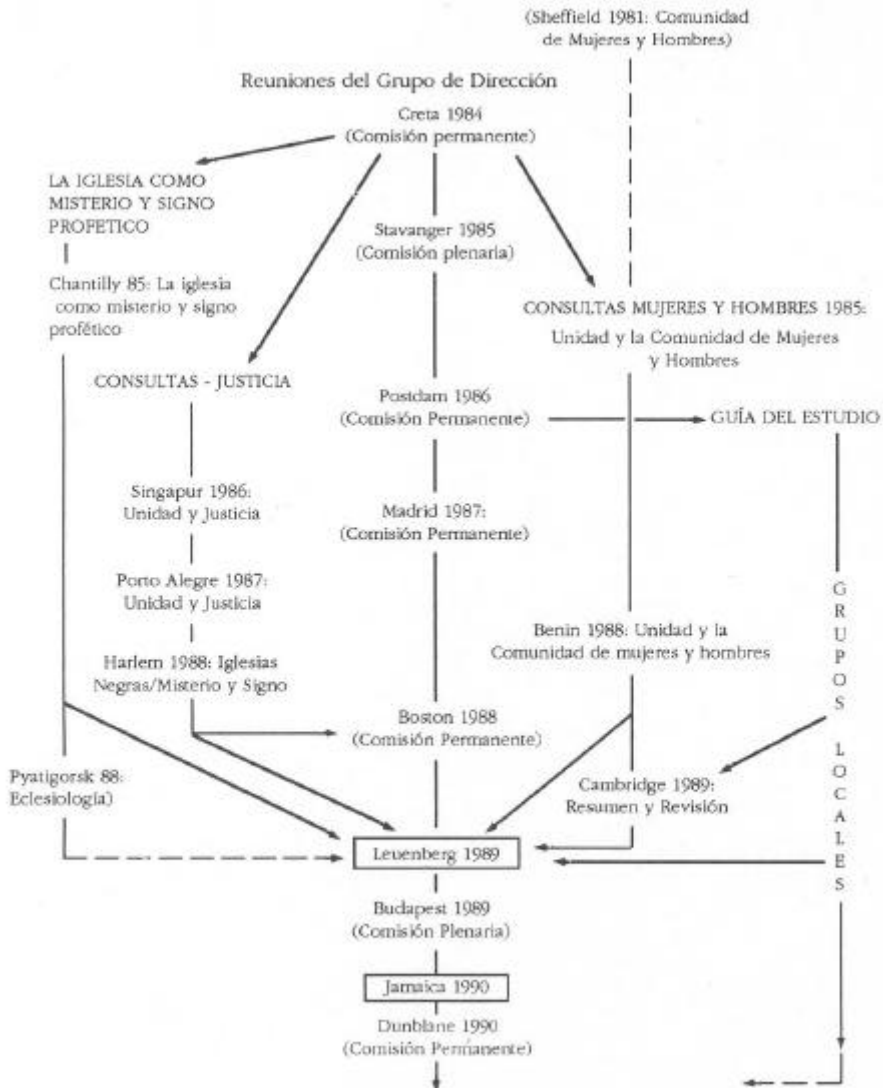 (Sheffield 1981: Comunidad
de Mujeres y Hombres)
Reuniones del Grupo de Dirección
Creta 1984
(Comisión permanente)
LA IGLESIA COMO
MISTERIO Y SIGNO
PROFETICO
Stavanger 1985
(Comisión plenaria)
Chantilly 85: La iglesia
como misterio y signo
profético
CONSULTAS MUJERES Y HOMBRES 1985:
Unidad y la Comunidad de Mujeres
y Hombres
CONSULTAS - JUSTICIA
Postdam 1986
(Comisión Permanente)
GUÍA DEL ESTUDIO
Singapur 1986:
Unidad y Justicia
Madrid 1987:
(Comisión Permanente)
Porto Alegre 1987:
Unidad y Justicia
Benin 1988: Unidad y la
Comunidad de mujeres y hombres
GRUPOS LOCALES
Harlem 1988: Iglesias
Negras/Misterio y Signo
Boston 1988
(Comisión Permanente)
Pyatigorsk 88:
Eclesiología)
Cambridge 1989:
Resumen y Revisión
Leuenberg 1989
Budapest 1989
(Comisión Plenaria)
Jamaica 1990
Dunblane 1990
(Comisión Permanente)